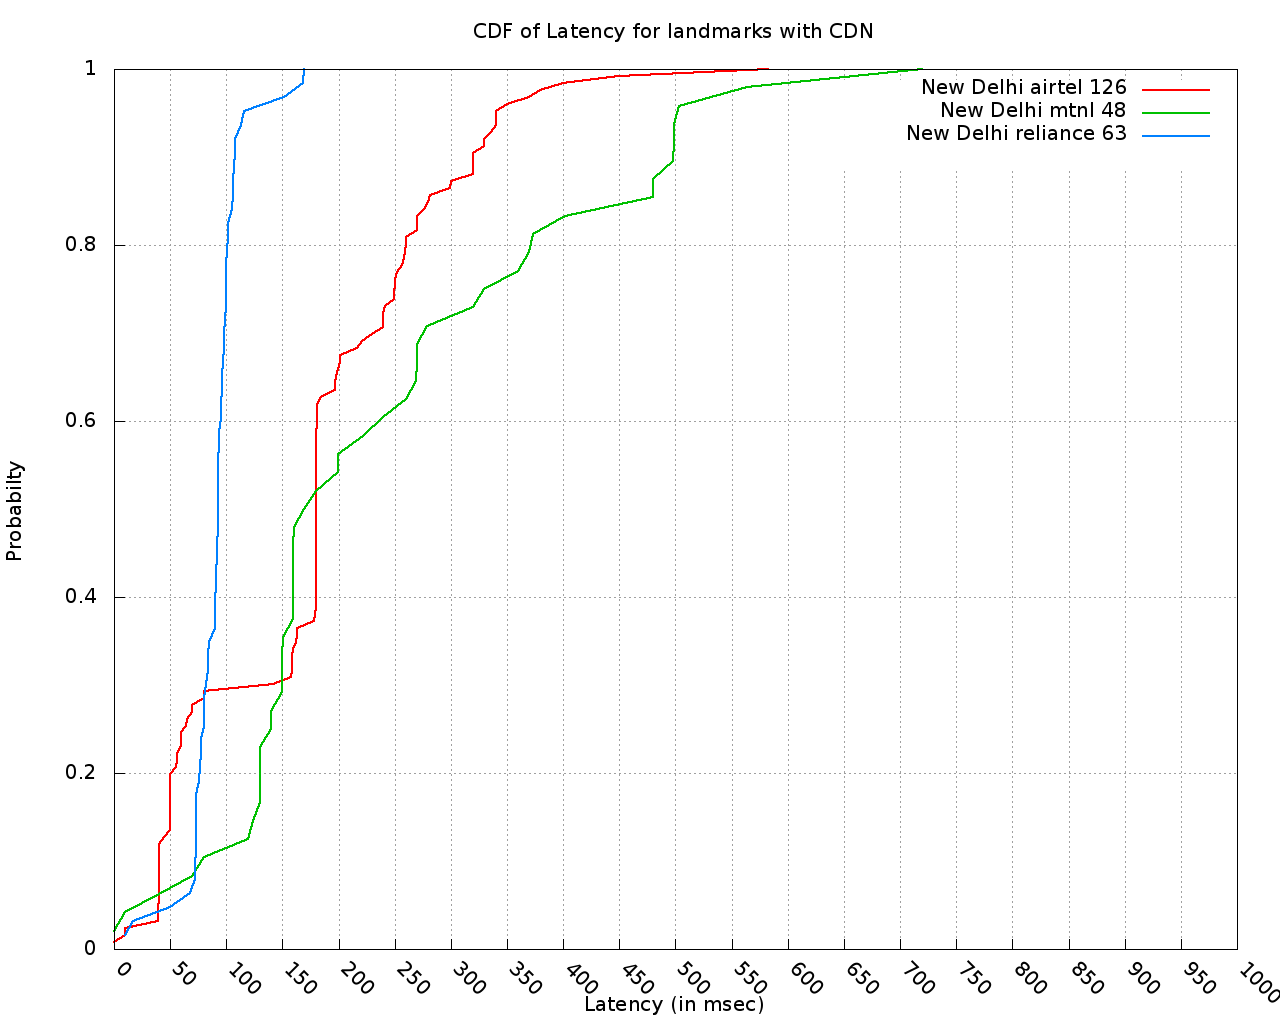 CDF of Latency for landmarks with CDN
New Delhi airtel 126
New Delhi mtnl 48
New Delhi reliance 63
1
0.8
0.6
0.4
0.2
0
Probabilty
0 50 100 150 200 250 300 350 400 450 500 550 600 650 700 750 800 850 900 950 1000
Latency (in msec)